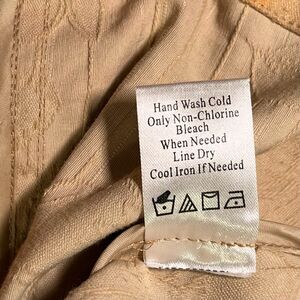 Hand Wash Cold
Only Non-Chlorine
Bleach
When Needed
Line Dry
Cool Iron If Needed